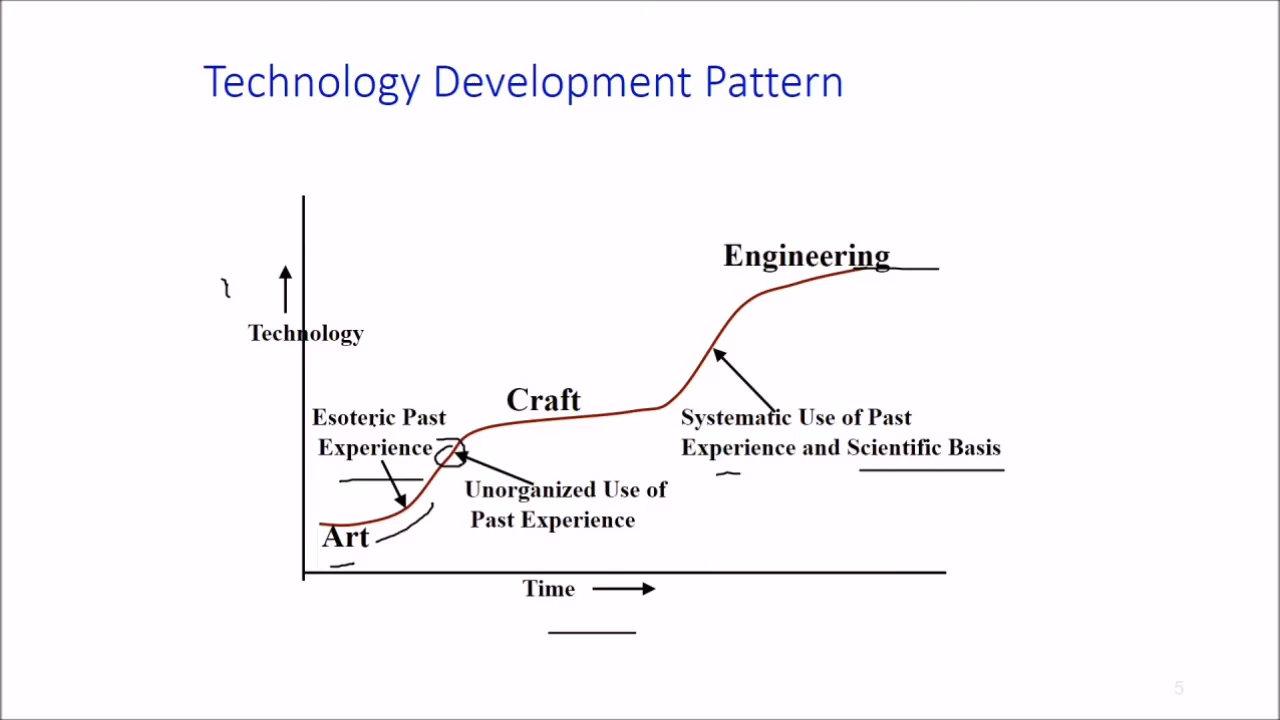 Technology Development Pattern
Engineering
Technology
Craft
Esoteric Past
Experience
Systematic Use of Past
Experience and Scientific Basis
Unorganized Use of
Past Experience
Art
Time
5